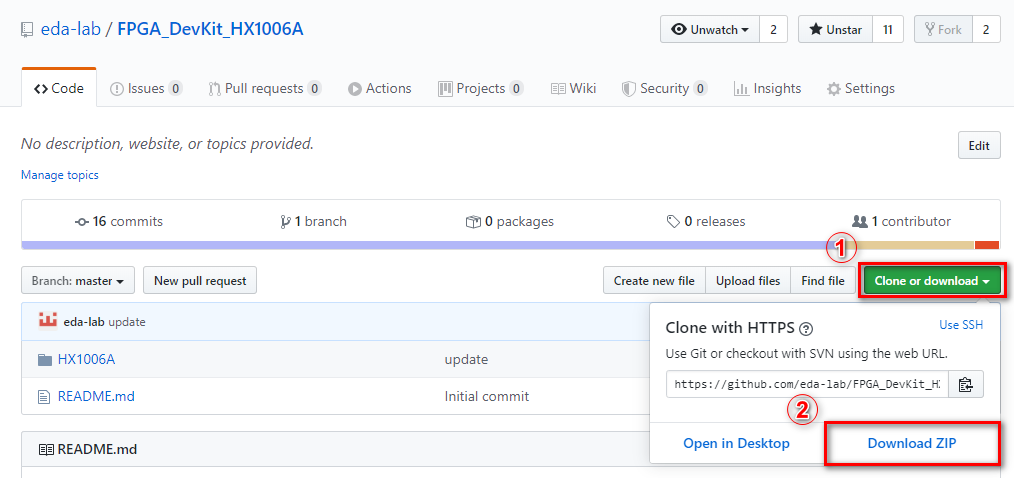 eda-lab / FPGA_DevKit_HX1006A
Unwatch 2 Unstar 11 Fork 2
Code Issues 0 Pull requests 0 Actions Projects 0 Wiki Security 0 Insights Settings
No description, website, or topics provided.
Edit
Manage topics
16 commits 1 branch 0 packages 0 releases 1 contributor
1
Branch: master New pull request Create new file Upload files Find file Clone or download
eda-lab update
HX1006A update
README.md Initial commit
README.md
Clone with HTTPS ? Use SSH
Use Git or checkout with SVN using the web URL.
https://github.com/eda-lab/FPGA_DevKit_H
2
Open in Desktop Download ZIP